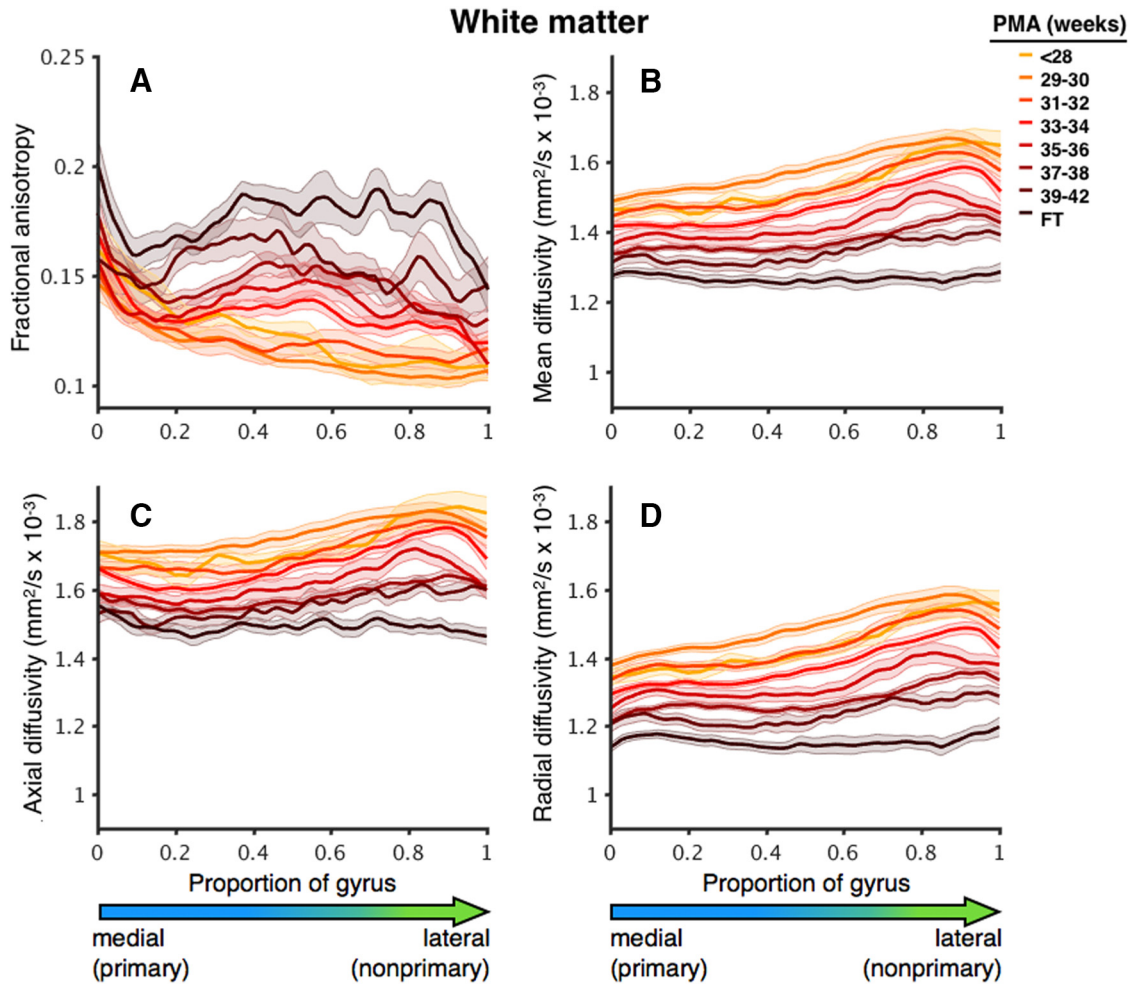 White matter
PMA (weeks)
<28
29-30
31-32
33-34
35-36
37-38
39-42
FT
A
Fractional anisotropy
0.25
0.2
0.15
0.1
0 0.2 0.4 0.6 0.8 1
B
Mean diffusivity (mm²/s x 10⁻³)
1.8
1.6
1.4
1.2
1
0 0.2 0.4 0.6 0.8 1
C
Axial diffusivity (mm²/s x 10⁻³)
1.8
1.6
1.4
1.2
1
0 0.2 0.4 0.6 0.8 1
Proportion of gyrus
medial lateral
(primary) (nonprimary)
D
Radial diffusivity (mm²/s x 10⁻³)
1.8
1.6
1.4
1.2
1
0 0.2 0.4 0.6 0.8 1
Proportion of gyrus
medial lateral
(primary) (nonprimary)